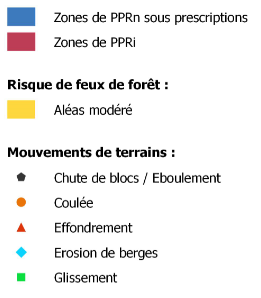 Zones de PPRn sous prescriptions
Zones de PPRi
Risque de feux de forêt :
Aléas modéré
Mouvements de terrains :
Chute de blocs / Eboulement
Coulée
Effondrement
Erosion de berges
Glissement